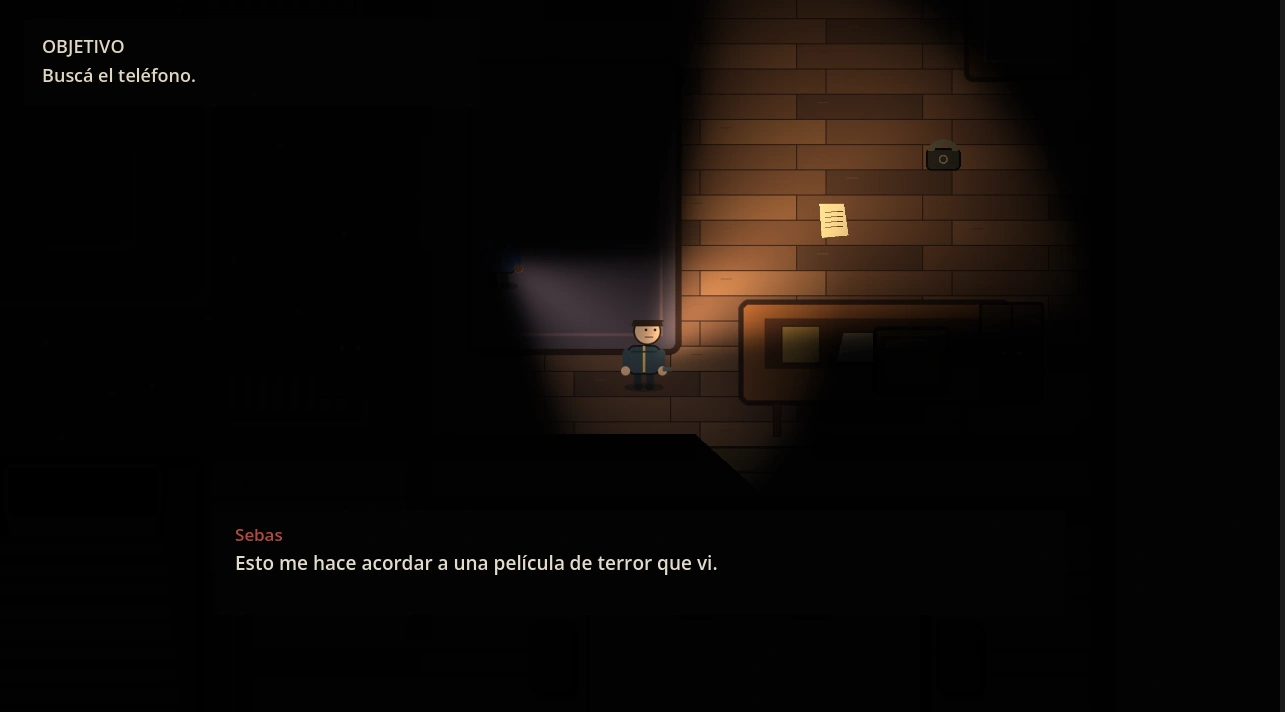 OBJETIVO
Buscá el teléfono.
Sebas
Esto me hace acordar a una película de terror que vi.